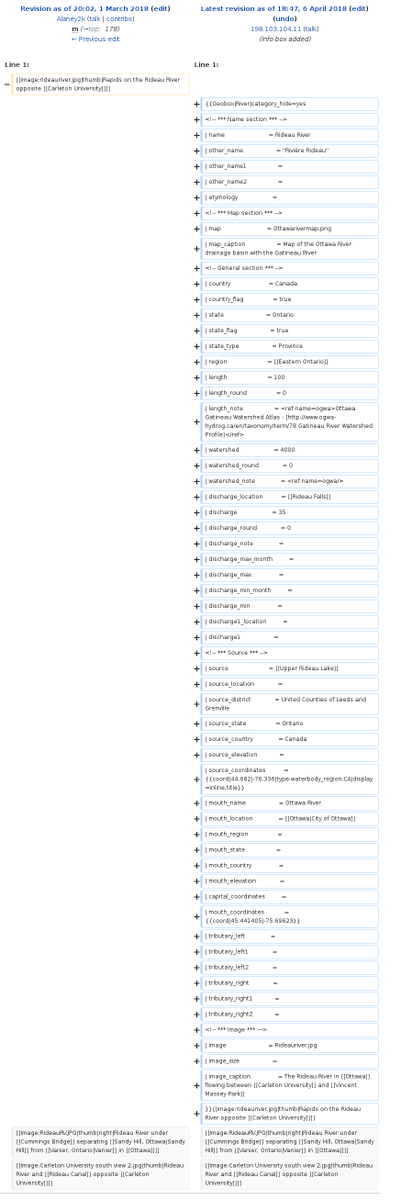 Revision as of 20:02, 1 March 2018 (edit)
Alaney2k (talk | contribs)
m (→top: 178)
← Previous edit
Latest revision as of 18:47, 6 April 2018 (edit)
(undo)
198.103.104.11 (talk)
(info box added)
Line 1:
Line 1:
− [[Image:rideauriver.jpg|thumb|Rapids on the Rideau River
opposite [[Carleton University]]]]
+ {{Geobox|River|category_hide=yes
+ <!-- *** Name section *** -->
+ | name = Rideau River
+ | other_name = "Rivière Rideau"
+ | other_name1 =
+ | other_name2 =
+ | etymology =
+ <!-- *** Map section *** -->
+ | map = Ottawarivermap.png
+ | map_caption = Map of the Ottawa River
drainage basin with the Gatineau River
+ <!-- General section *** -->
+ | country = Canada
+ | country_flag = true
+ | state = Ontario
+ | state_flag = true
+ | state_type = Province
+ | region = [[Eastern Ontario]]
+ | length = 100
+ | length_round = 0
+ | length_note = <ref name=ogwa>Ottawa
Gatineau Watershed Atlas - [http://www.ogwa-
hydrog.ca/en/taxonomy/term/78 Gatineau River Watershed
Profile]</ref>
+ | watershed = 4000
+ | watershed_round = 0
+ | watershed_note = <ref name=ogwa/>
+ | discharge_location = [[Rideau Falls]]
+ | discharge = 35
+ | discharge_round = 0
+ | discharge_note =
+ | discharge_max_month =
+ | discharge_max =
+ | discharge_min_month =
+ | discharge_min =
+ | discharge1_location =
+ | discharge1 =
+ <!-- *** Source *** -->
+ | source = [[Upper Rideau Lake]]
+ | source_location =
+ | source_district = United Counties of Leeds and
Grenville
+ | source_state = Ontario
+ | source_country = Canada
+ | source_elevation =
+ | source_coordinates =
{{coord|44.682|-76.336|type:waterbody_region:CA|display
=inline,title}}
+ | mouth_name = Ottawa River
+ | mouth_location = [[Ottawa|City of Ottawa]]
+ | mouth_region =
+ | mouth_state =
+ | mouth_country =
+ | mouth_elevation =
+ | capital_coordinates =
+ | mouth_coordinates =
{{coord|45.441405|-75.69623}}
+ | tributary_left =
+ | tributary_left1 =
+ | tributary_left2 =
+ | tributary_right =
+ | tributary_right1 =
+ | tributary_right2 =
+ <!-- *** Image *** -->
+ | image = Rideauriver.jpg
+ | image_size =
+ | image_caption = The Rideau River in [[Ottawa]]
flowing between [[Carleton University]] and [[Vincent
Massey Park]]
+ }}[[Image:rideauriver.jpg|thumb|Rapids on the Rideau
River opposite [[Carleton University]]]]
[[Image:RideauRv.JPG|thumb|right|Rideau River under
[[Cummings Bridge]] separating [[Sandy Hill, Ottawa|Sandy
Hill]] from [[Vanier, Ontario|Vanier]] in [[Ottawa]]]]
[[Image:RideauRv.JPG|thumb|right|Rideau River under
[[Cummings Bridge]] separating [[Sandy Hill, Ottawa|Sandy
Hill]] from [[Vanier, Ontario|Vanier]] in [[Ottawa]]]]
[[Image:Carleton University south view 2.jpg|thumb|Rideau
River and [[Rideau Canal]] opposite [[Carleton
University]]]]
[[Image:Carleton University south view 2.jpg|thumb|Rideau
River and [[Rideau Canal]] opposite [[Carleton
University]]]]